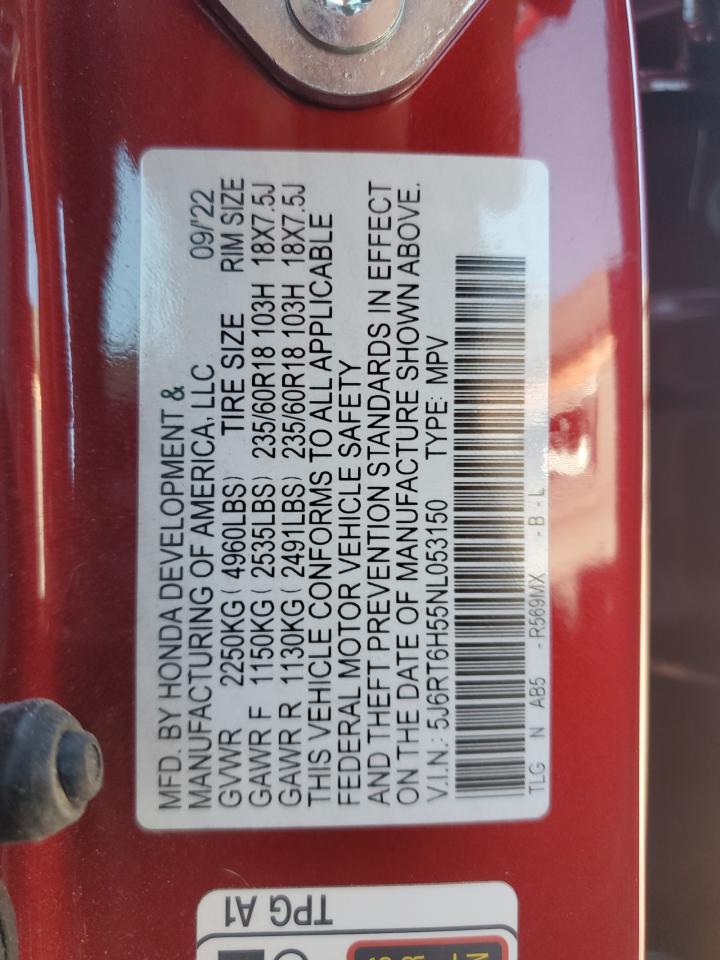 MFD. BY HONDA DEVELOPMENT &
MANUFACTURING OF AMERICA, LLC 09/'22
GVWR 2250KG ( 4960LBS) TIRE SIZE RIM SIZE
GAWR F 1150KG ( 2535LBS) 235/60R18 103H 18X7.5J
GAWR R 1130KG ( 2491LBS) 235/60R18 103H 18X7.5J
THIS VEHICLE CONFORMS TO ALL APPLICABLE
FEDERAL MOTOR VEHICLE SAFETY
AND THEFT PREVENTION STANDARDS IN EFFECT
ON THE DATE OF MANUFACTURE SHOWN ABOVE.
V.I.N.: 5J6RT6H55NL053150 TYPE: MPV
TLG N AB5 - R569MX - B - L
TPG A1